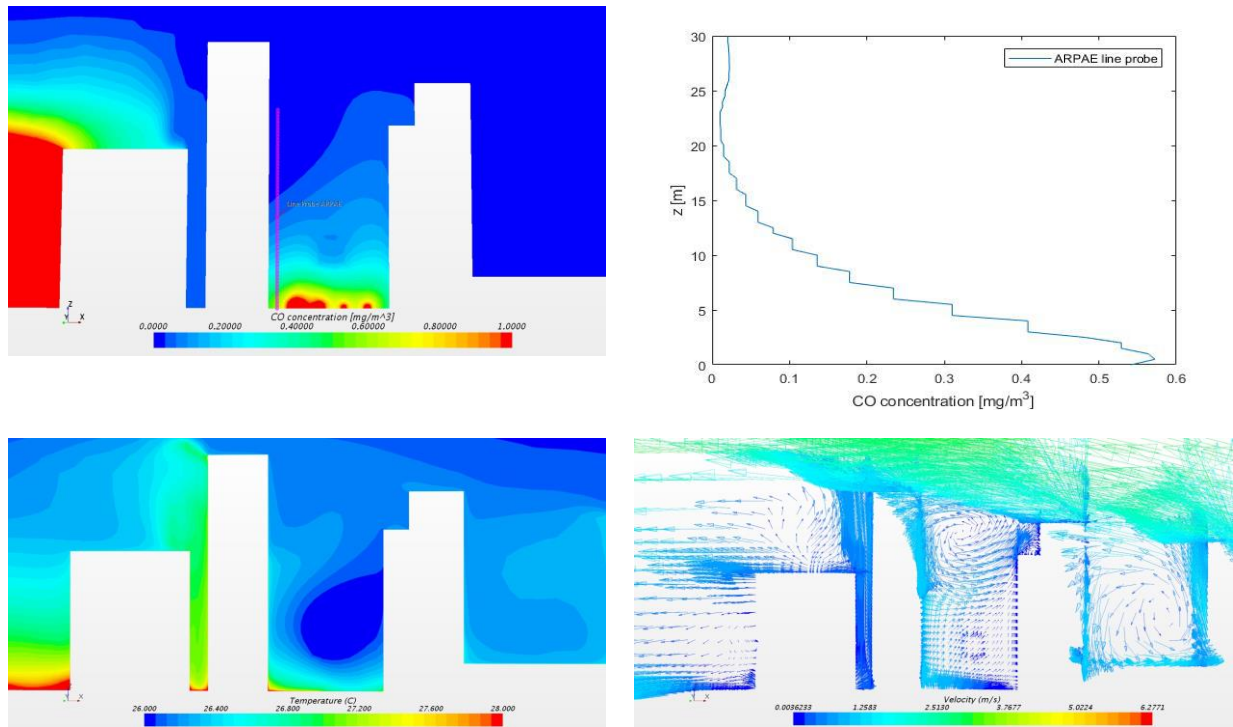 Line Probe ARPAE
Z
Y X
CO concentration [mg/m^3]
0.0000 0.20000 0.40000 0.60000 0.80000 1.0000
30
25
20
15
10
5
0
z [m]
ARPAE line probe
0 0.1 0.2 0.3 0.4 0.5 0.6
CO concentration [mg/m3]
Y X
Temperature (C)
26.000 26.400 26.800 27.200 27.600 28.000
Y X
Velocity (m/s)
0.0036233 1.2583 2.5130 3.7677 5.0224 6.2771